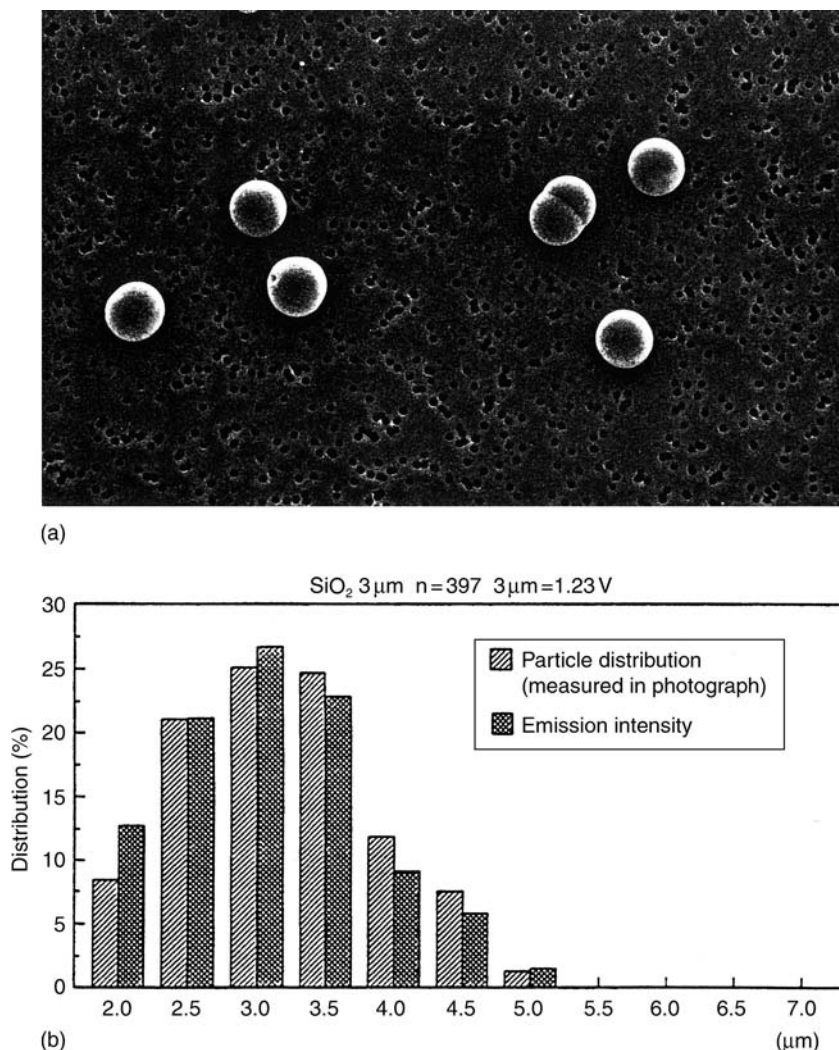 (a)
SiO₂ 3 μm n=397 3 μm=1.23 V
30
25
20
15
10
5
0
Distribution (%)
Particle distribution
(measured in photograph)
Emission intensity
2.0 2.5 3.0 3.5 4.0 4.5 5.0 5.5 6.0 6.5 7.0
(b)
(μm)